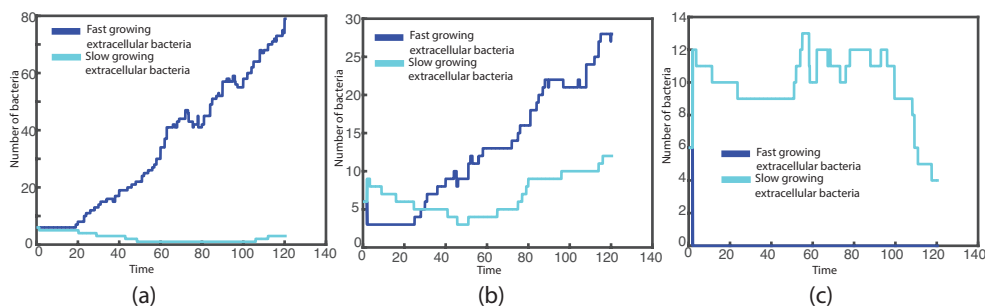 80
60
40
20
0
Number of bacteria
Fast growing
extracellular bacteria
Slow growing
extracellular bacteria
0 20 40 60 80 100 120 140
Time
(a)
30
25
20
15
10
5
0
Number of bacteria
Fast growing
extracellular bacteria
Slow growing
extracellular bacteria
0 20 40 60 80 100 120 140
Time
(b)
14
12
10
8
6
4
2
0
Number of bacteria
Fast growing
extracellular bacteria
Slow growing
extracellular bacteria
0 20 40 60 80 100 120 140
Time
(c)